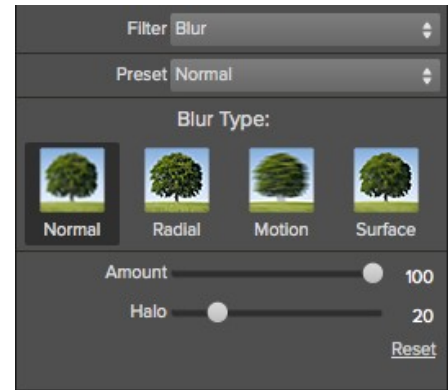 Filter Blur
Preset Normal
Blur Type:
Normal Radial Motion Surface
Amount 100
Halo 20
Reset